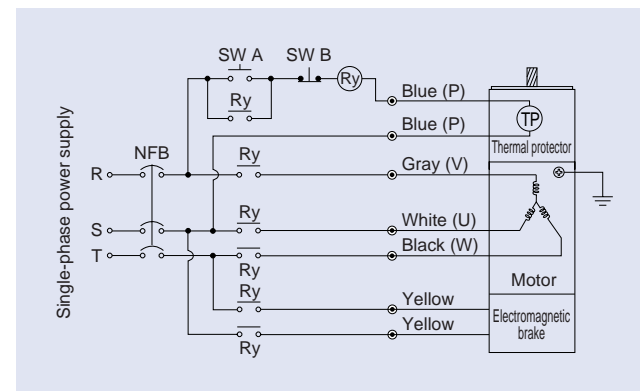 SW A
SW B
Ry
Ry
Blue (P)
TP
Thermal protector
Blue (P)
Single-phase power supply
NFB
R
Ry
Gray (V)
S
Ry
White (U)
T
Ry
Black (W)
Motor
Ry
Yellow
Electromagnetic
brake
Ry
Yellow